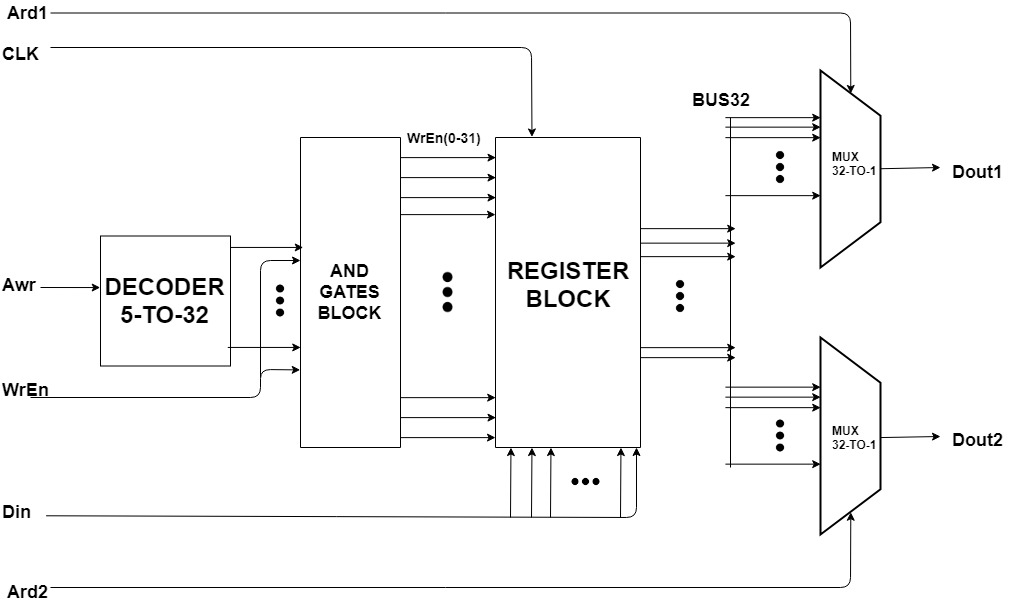 Ard1
CLK
BUS32
WrEn(0-31)
MUX
32-TO-1
Dout1
DECODER
5-TO-32
AND
GATES
BLOCK
REGISTER
BLOCK
Awr
WrEn
MUX
32-TO-1
Dout2
Din
Ard2